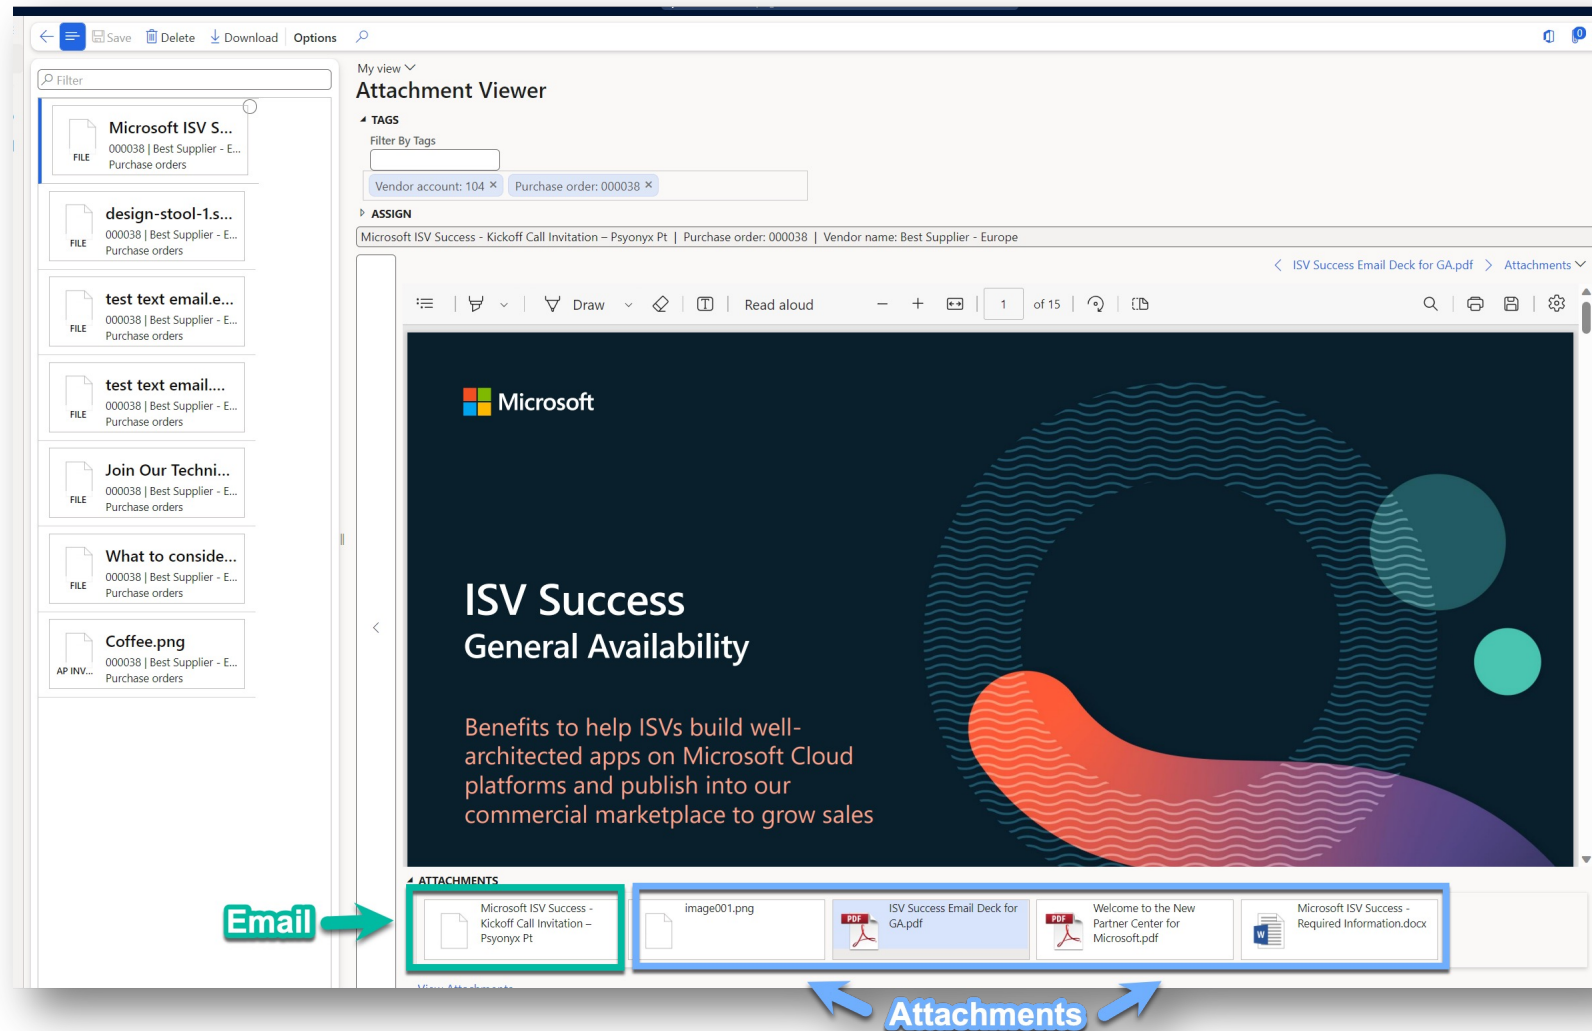 Save Delete Download Options
0
Filter
Microsoft ISV S...
000038 | Best Supplier - E...
Purchase orders
FILE
design-stool-1.s...
000038 | Best Supplier - E...
Purchase orders
FILE
test text email.e...
000038 | Best Supplier - E...
Purchase orders
FILE
test text email....
000038 | Best Supplier - E...
Purchase orders
FILE
Join Our Techni...
000038 | Best Supplier - E...
Purchase orders
FILE
What to conside...
000038 | Best Supplier - E...
Purchase orders
FILE
Coffee.png
000038 | Best Supplier - E...
Purchase orders
AP INV...
My view
Attachment Viewer
TAGS
Filter By Tags
Vendor account: 104 × Purchase order: 000038 ×
ASSIGN
Microsoft ISV Success - Kickoff Call Invitation – Psyonyx Pt | Purchase order: 000038 | Vendor name: Best Supplier - Europe
ISV Success Email Deck for GA.pdf Attachments
Draw Read aloud 1 of 15
Microsoft
ISV Success
General Availability
Benefits to help ISVs build well-
architected apps on Microsoft Cloud
platforms and publish into our
commercial marketplace to grow sales
ATTACHMENTS
Email
Microsoft ISV Success -
Kickoff Call Invitation –
Psyonyx Pt
image001.png
PDF
ISV Success Email Deck for
GA.pdf
PDF
Welcome to the New
Partner Center for
Microsoft.pdf
W
Microsoft ISV Success -
Required Information.docx
View Attachments
Attachments